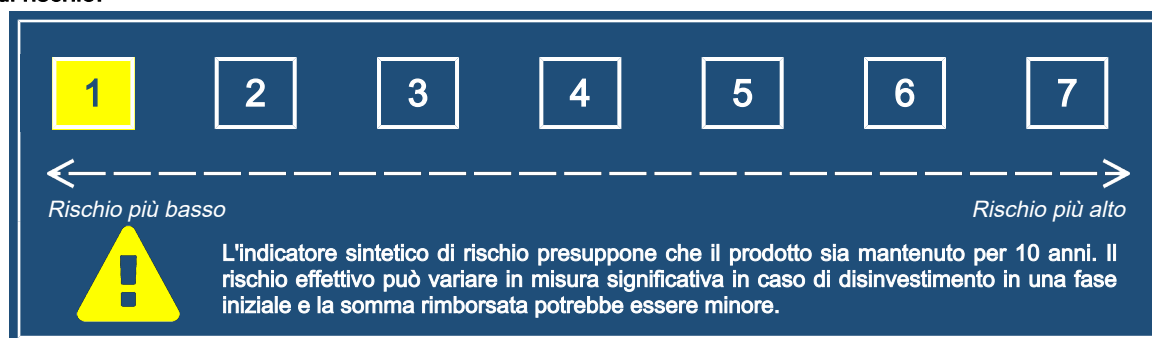 1 2 3 4 5 6 7
Rischio più basso Rischio più alto
L'indicatore sintetico di rischio presuppone che il prodotto sia mantenuto per 10 anni. Il
rischio effettivo può variare in misura significativa in caso di disinvestimento in una fase
iniziale e la somma rimborsata potrebbe essere minore.